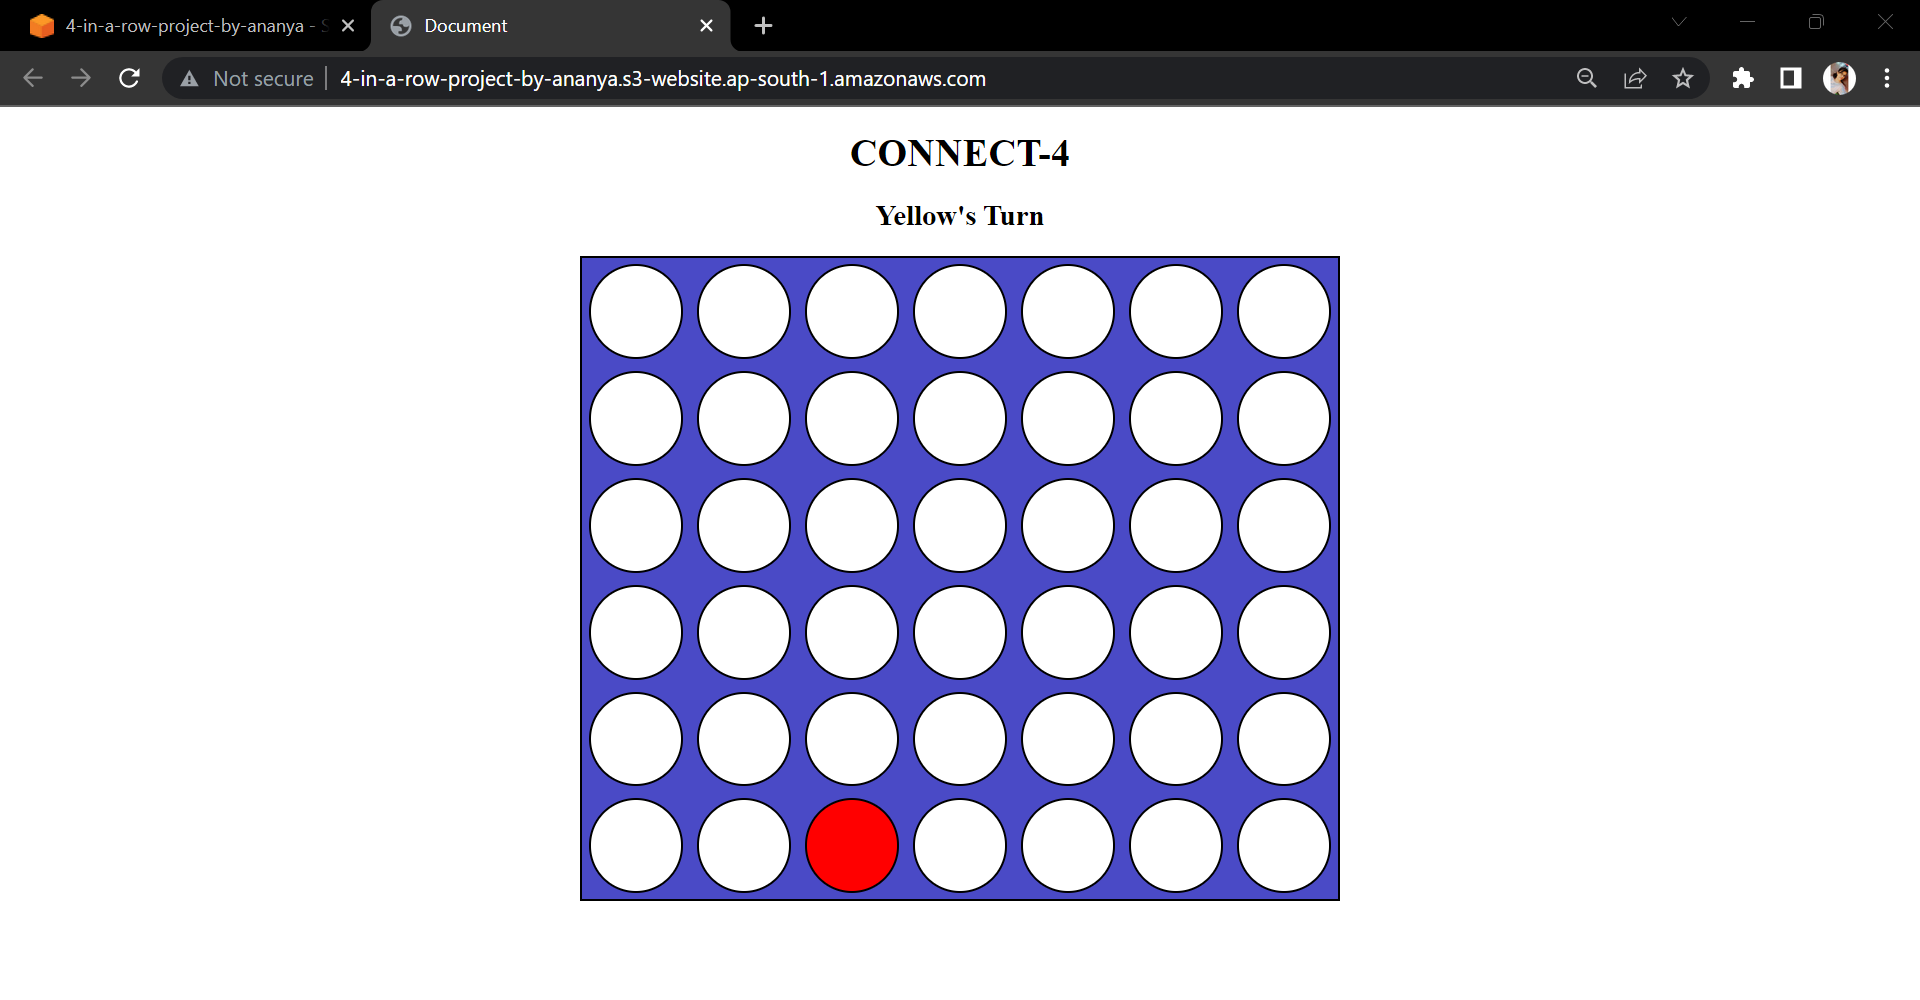 4-in-a-row-project-by-ananya - S
Document
Not secure
4-in-a-row-project-by-ananya.s3-website.ap-south-1.amazonaws.com
CONNECT-4
Yellow's Turn